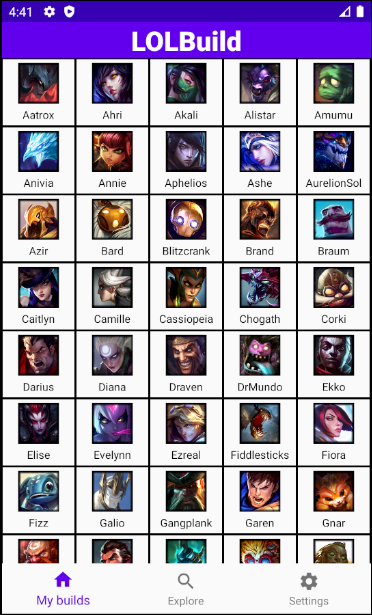 4:41
LOLBuild
Aatrox Ahri Akali Alistar Amumu
Anivia Annie Aphelios Ashe AurelionSol
Azir Bard Blitzcrank Brand Braum
Caitlyn Camille Cassiopeia Chogath Corki
Darius Diana Draven DrMundo Ekko
Elise Evelynn Ezreal Fiddlesticks Fiora
Fizz Galio Gangplank Garen Gnar
My builds Explore Settings